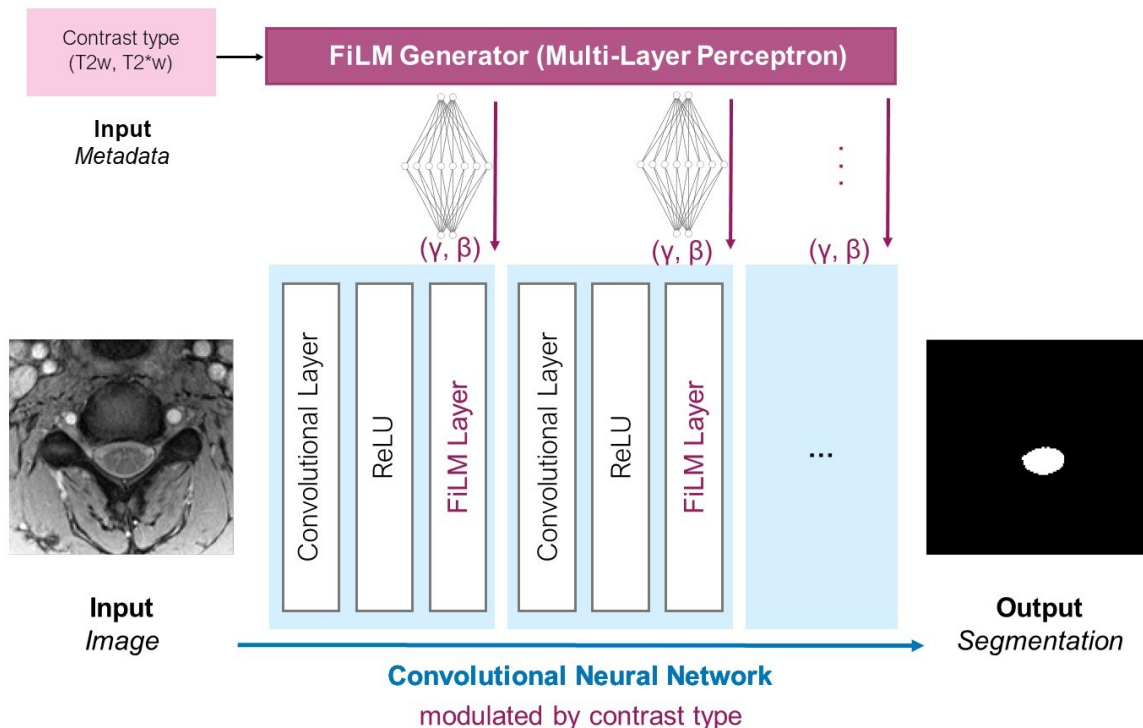 Contrast type
(T2w, T2*w)
FiLM Generator (Multi-Layer Perceptron)
Input
Metadata
(γ, β)
(γ, β)
(γ, β)
Convolutional Layer
ReLU
FiLM Layer
Convolutional Layer
ReLU
FiLM Layer
...
Input
Image
Output
Segmentation
Convolutional Neural Network
modulated by contrast type